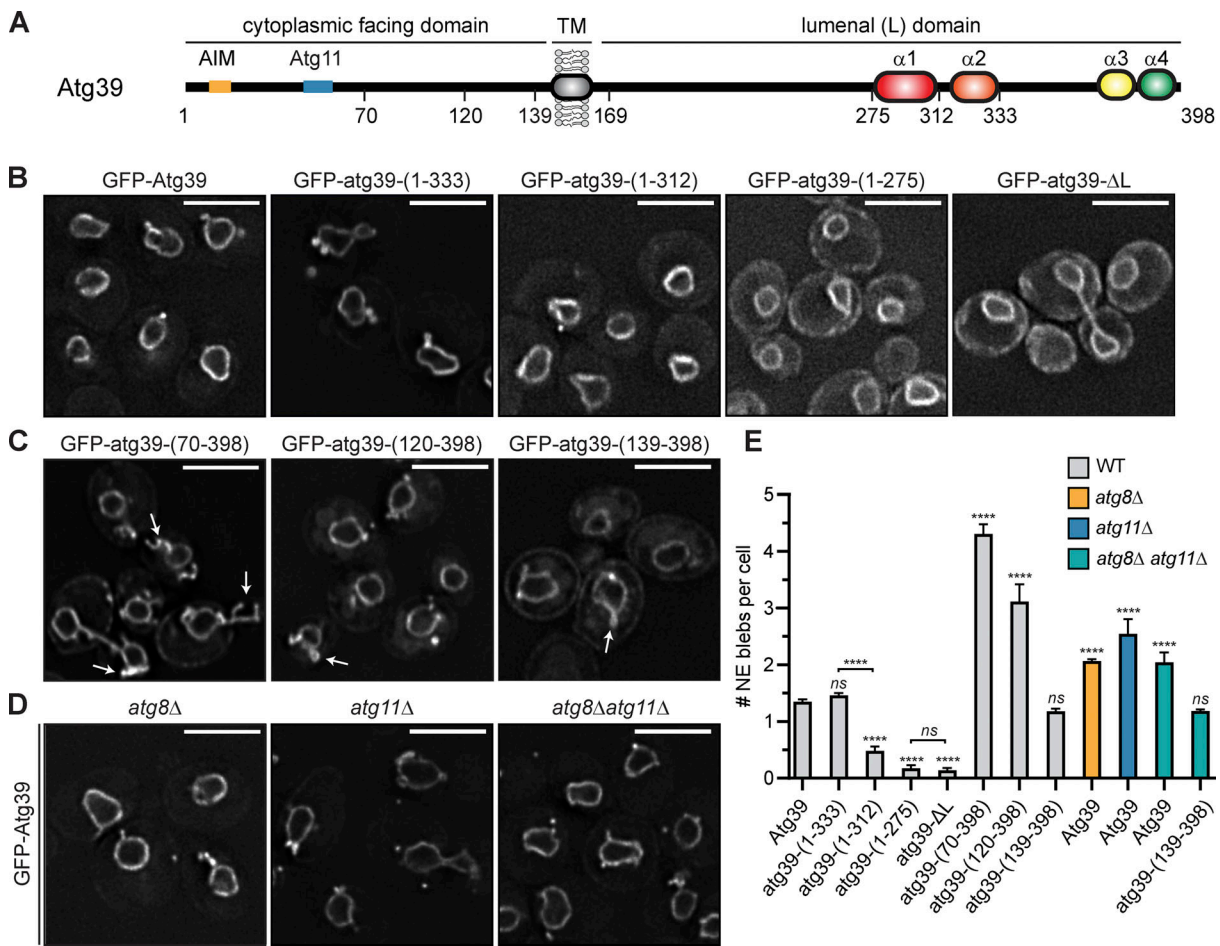 A
cytoplasmic facing domain TM lumenal (L) domain
AIM Atg11 α1 α2 α3 α4
Atg39
1 70 120 139 169 275 312 333 398
B
GFP-Atg39 GFP-atg39-(1-333) GFP-atg39-(1-312) GFP-atg39-(1-275) GFP-atg39-ΔL
C
GFP-atg39-(70-398) GFP-atg39-(120-398) GFP-atg39-(139-398)
D
atg8Δ atg11Δ atg8Δatg11Δ
GFP-Atg39
E
WT
atg8Δ
atg11Δ
atg8Δ atg11Δ
# NE blebs per cell
5
4
3
2
1
0
ns **** **** **** ns **** **** **** ns **** **** **** ns
Atg39
atg39-(1-333)
atg39-(1-312)
atg39-(1-275)
atg39-ΔL
atg39-(70-398)
atg39-(120-398)
atg39-(139-398)
Atg39
Atg39
Atg39
atg39-(139-398)